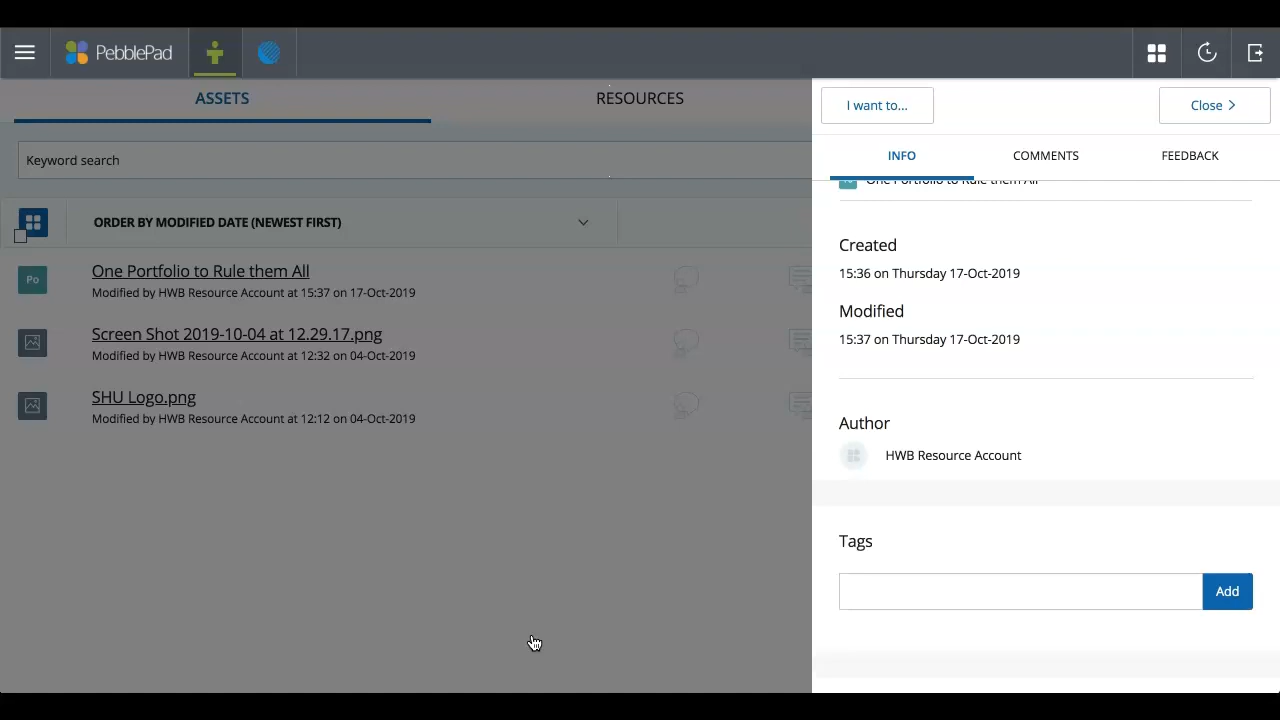 PebblePad
ASSETS
RESOURCES
Keyword search
ORDER BY MODIFIED DATE (NEWEST FIRST)
Po
One Portfolio to Rule them All
Modified by HWB Resource Account at 15:37 on 17-Oct-2019
Screen Shot 2019-10-04 at 12.29.17.png
Modified by HWB Resource Account at 12:32 on 04-Oct-2019
SHU Logo.png
Modified by HWB Resource Account at 12:12 on 04-Oct-2019
I want to...
Close
INFO
COMMENTS
FEEDBACK
One Portfolio to Rule them All
Created
15:36 on Thursday 17-Oct-2019
Modified
15:37 on Thursday 17-Oct-2019
Author
HWB Resource Account
Tags
Add